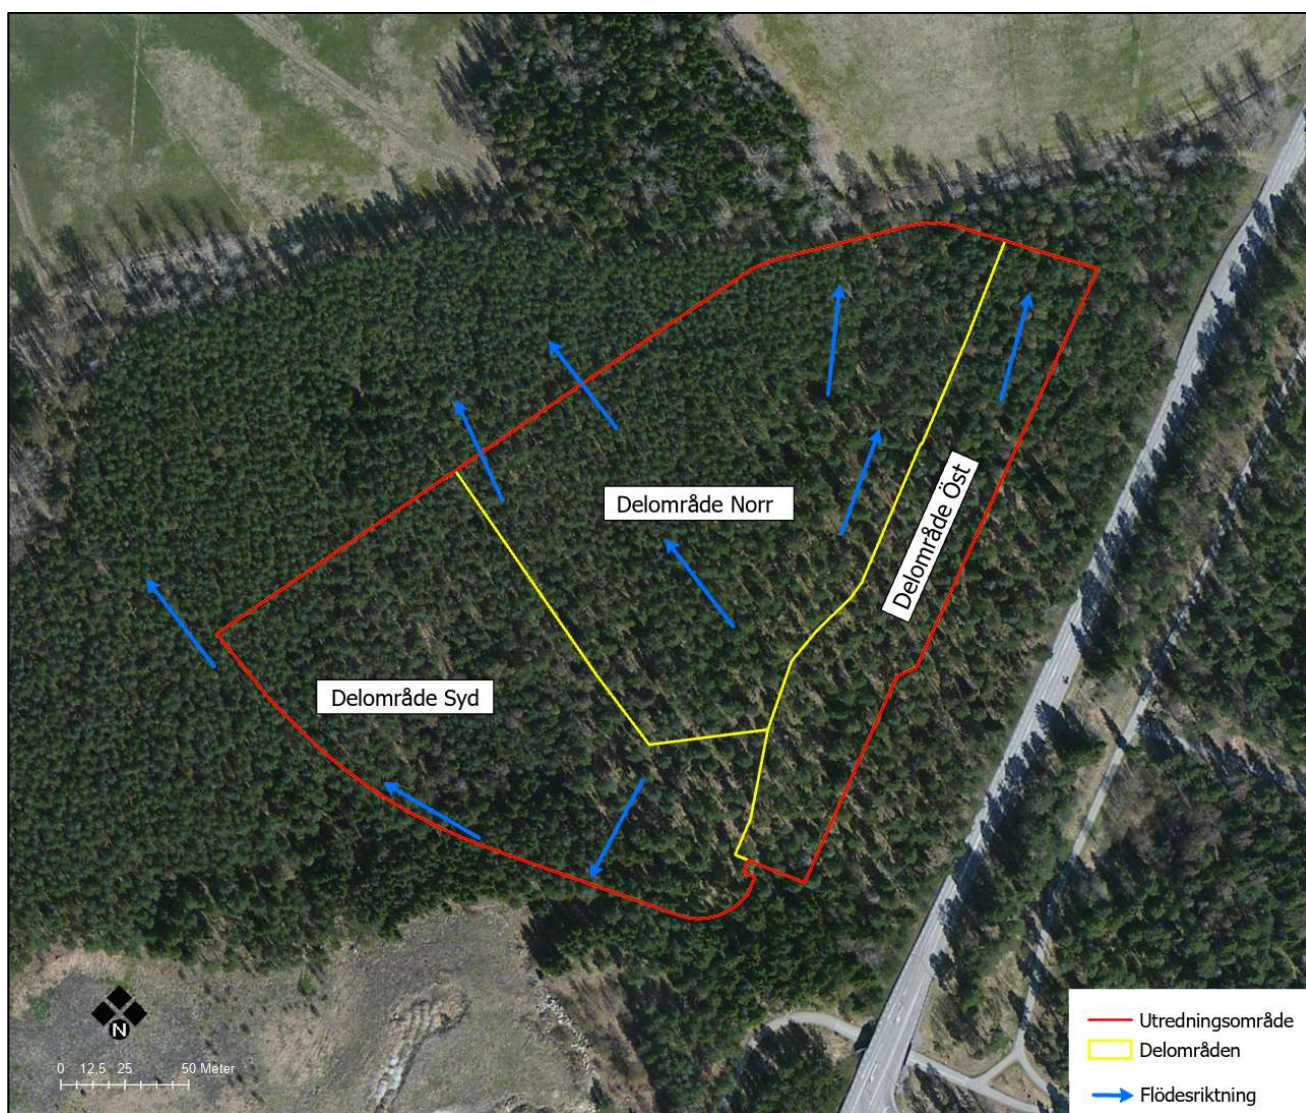 Delområde Norr
Delområde Öst
Delområde Syd
N
0 12.5 25 50 Meter
Utredningsområde
Delområden
Flödesriktning